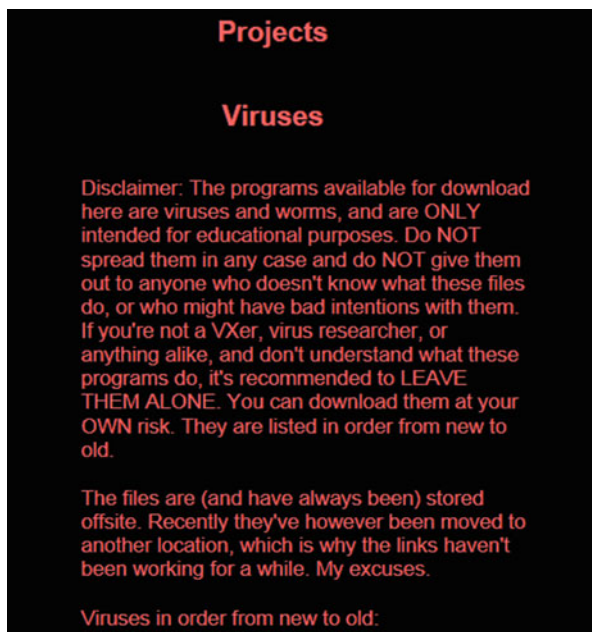 Projects
Viruses
Disclaimer: The programs available for download
here are viruses and worms, and are ONLY
intended for educational purposes. Do NOT
spread them in any case and do NOT give them
out to anyone who doesn't know what these files
do, or who might have bad intentions with them.
If you're not a VXer, virus researcher, or
anything alike, and don't understand what these
programs do, it's recommended to LEAVE
THEM ALONE. You can download them at your
OWN risk. They are listed in order from new to
old.
The files are (and have always been) stored
offsite. Recently they've however been moved to
another location, which is why the links haven't
been working for a while. My excuses.
Viruses in order from new to old: